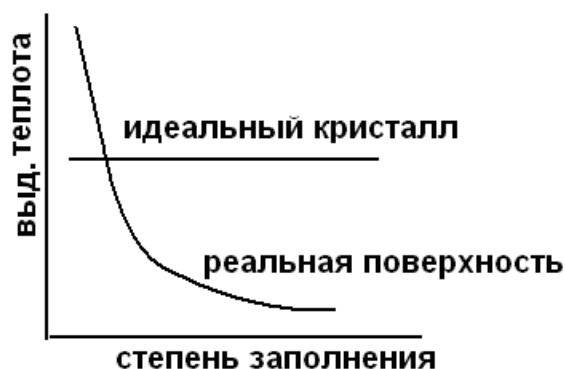 выд. теплота
идеальный кристалл
реальная поверхность
степень заполнения